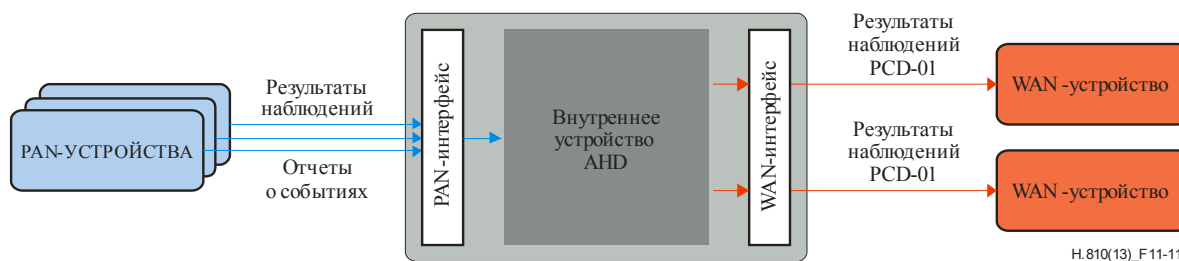 PAN-УСТРОЙСТВА
Результаты
наблюдений
Отчеты
о событиях
PAN-интерфейс
Внутреннее
устройство
AHD
WAN-интерфейс
Результаты
наблюдений
PCD-01
WAN -устройство
Результаты
наблюдений
PCD-01
WAN -устройство
H.810(13)_F11-11